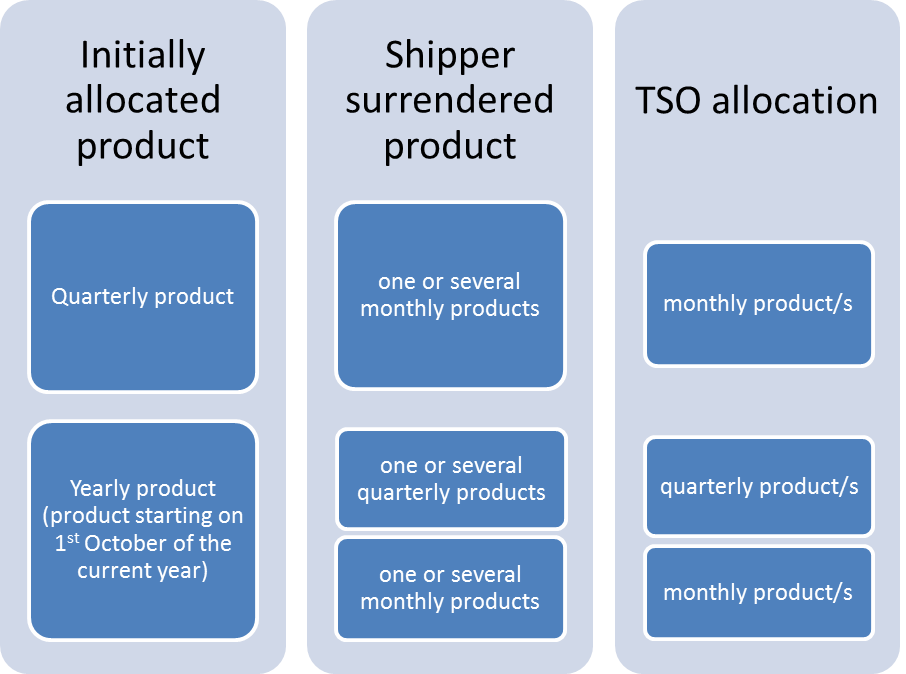 Initially
allocated
product
Quarterly product
Yearly product
(product starting on
1st October of the
current year)
Shipper
surrendered
product
one or several
monthly products
one or several
quarterly products
one or several
monthly products
TSO allocation
monthly product/s
quarterly product/s
monthly product/s